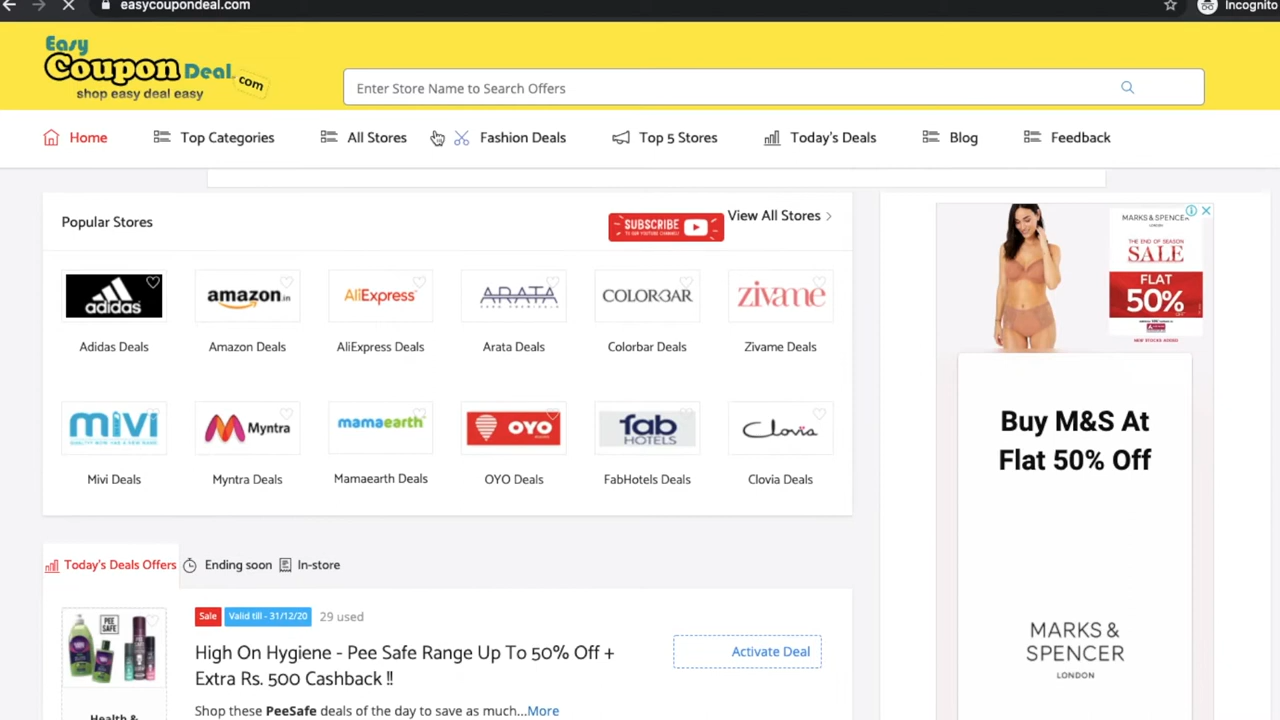 easycoupondeal.com
Incognito
Easy
Coupon Deal.com
shop easy deal easy
Enter Store Name to Search Offers
Home Top Categories All Stores Fashion Deals Top 5 Stores Today's Deals Blog Feedback
Popular Stores
SUBSCRIBE
View All Stores
adidas amazon.in AliExpress ARATA COLORBAR zivame
Adidas Deals Amazon Deals AliExpress Deals Arata Deals Colorbar Deals Zivame Deals
mivi Myntra mamaearth OYO fab HOTELS Clovia
Mivi Deals Myntra Deals Mamaearth Deals OYO Deals FabHotels Deals Clovia Deals
Today's Deals Offers Ending soon In-store
PEE SAFE
Health &
Sale Valid till - 31/12/20 29 used
High On Hygiene - Pee Safe Range Up To 50% Off +
Extra Rs. 500 Cashback !!
Activate Deal
Shop these PeeSafe deals of the day to save as much...More
MARKS & SPENCER
LONDON
THE END OF SEASON
SALE
FLAT
50%
NEW STOCKS ADDED
Buy M&S At
Flat 50% Off
MARKS &
SPENCER
LONDON